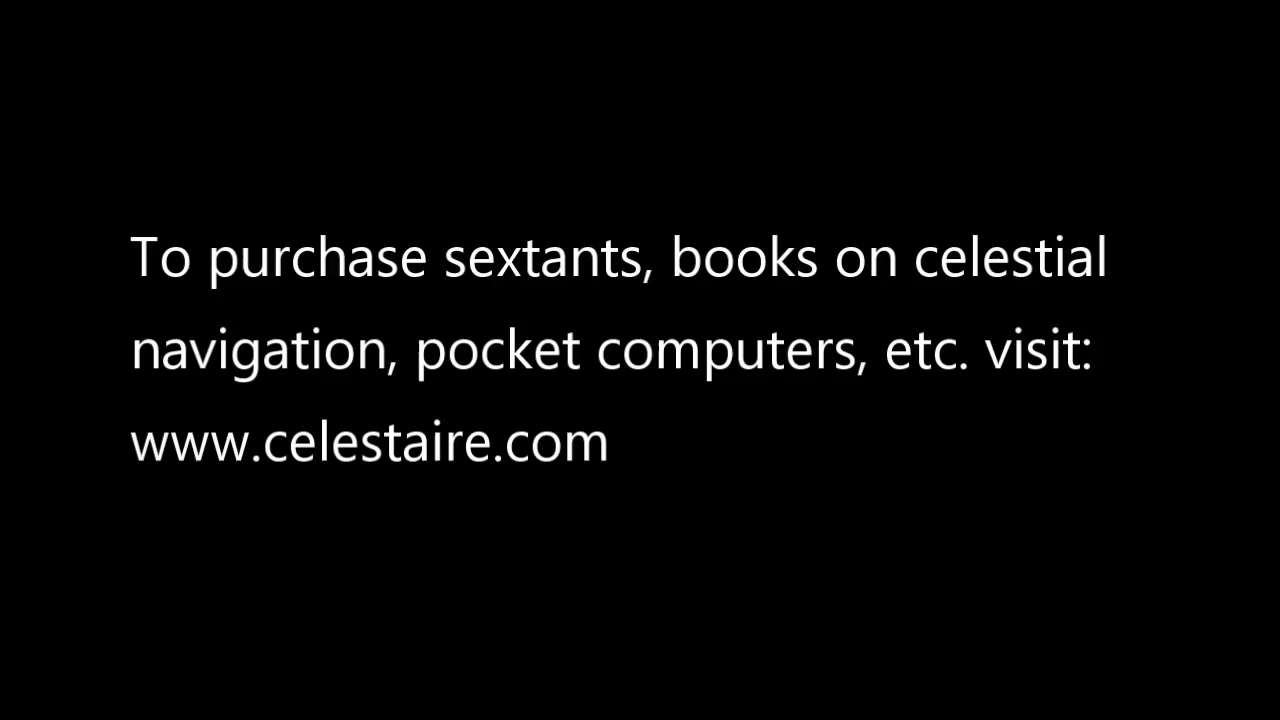 To purchase sextants, books on celestial
navigation, pocket computers, etc. visit:
www.celestaire.com